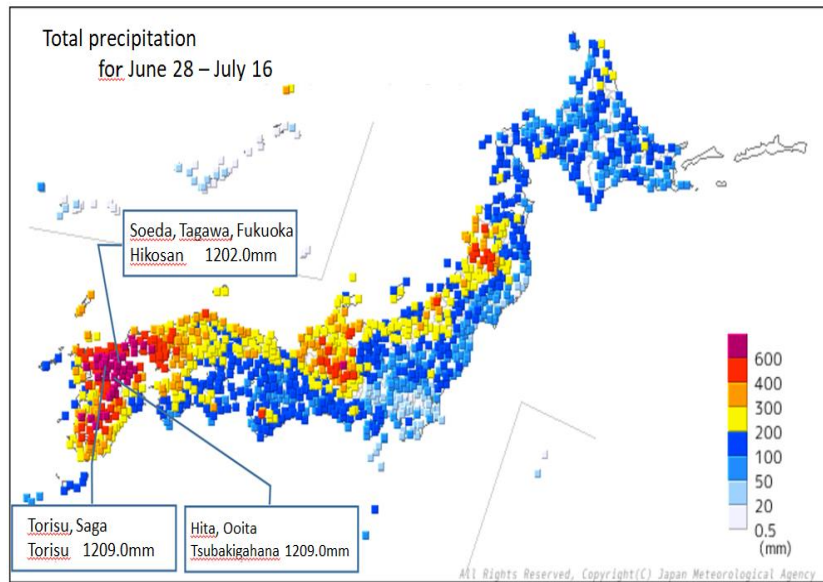 Total precipitation
for June 28 – July 16
Soeda, Tagawa, Fukuoka
Hikosan 1202.0mm
600
400
300
200
100
50
20
0.5
(mm)
Torisu, Saga
Torisu 1209.0mm
Hita, Ooita
Tsubakigahana 1209.0mm
All Rights Reserved, Copyright(C) Japan Meteorological Agency